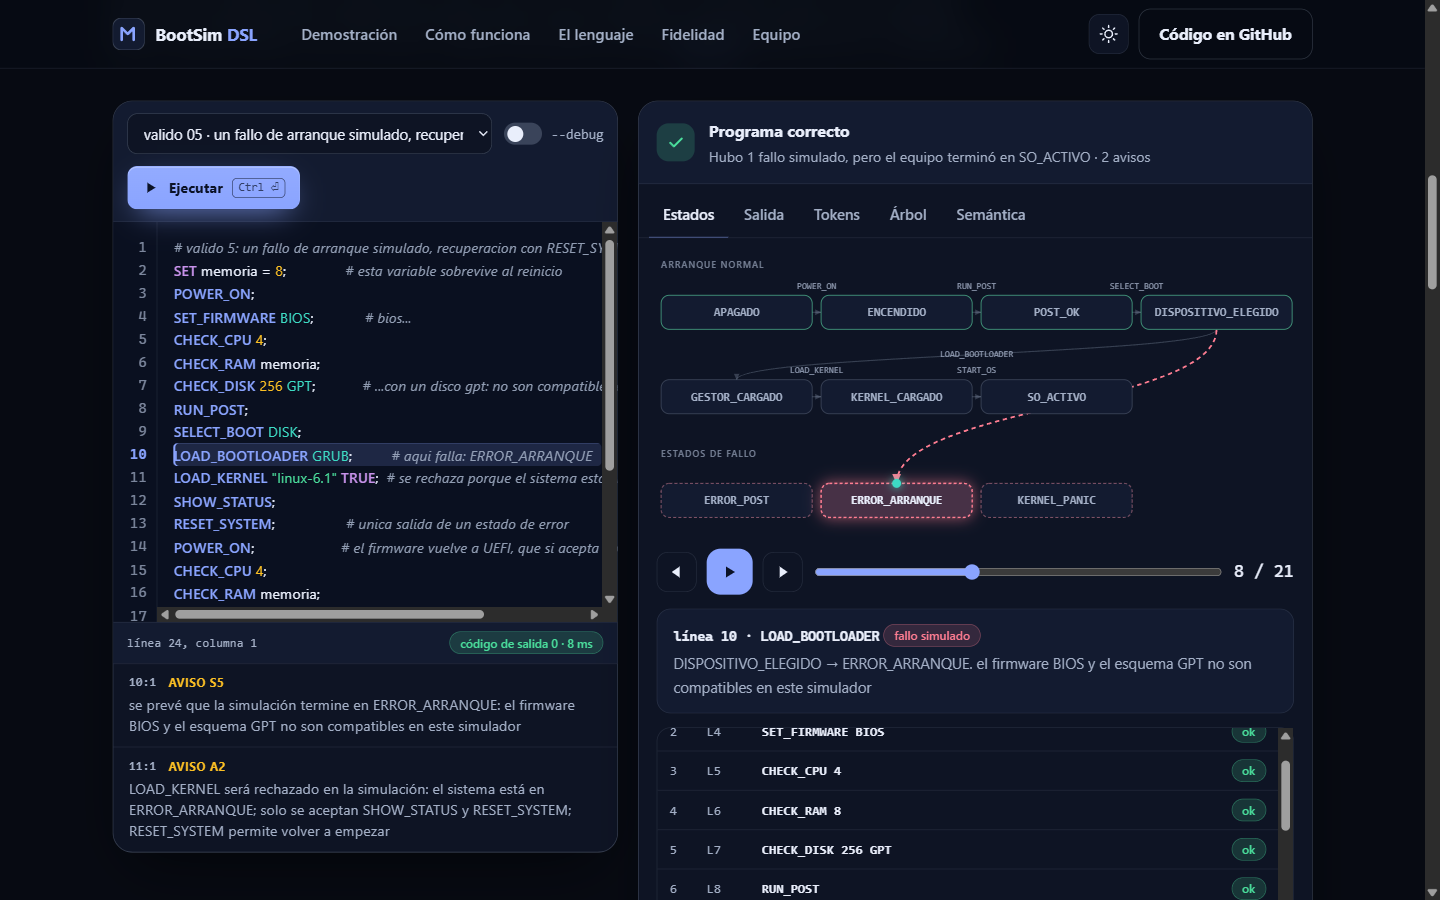 BootSim DSL
Demostración
Cómo funciona
El lenguaje
Fidelidad
Equipo
Código en GitHub
valido 05 · un fallo de arranque simulado, recuper
--debug
Ejecutar Ctrl ⏎
1 # valido 5: un fallo de arranque simulado, recuperacion con RESET_SY
2 SET memoria = 8; # esta variable sobrevive al reinicio
3 POWER_ON;
4 SET_FIRMWARE BIOS; # bios...
5 CHECK_CPU 4;
6 CHECK_RAM memoria;
7 CHECK_DISK 256 GPT; # ...con un disco gpt: no son compatible
8 RUN_POST;
9 SELECT_BOOT DISK;
10 LOAD_BOOTLOADER GRUB; # aqui falla: ERROR_ARRANQUE
11 LOAD_KERNEL "linux-6.1" TRUE; # se rechaza porque el sistema esta
12 SHOW_STATUS;
13 RESET_SYSTEM; # unica salida de un estado de error
14 POWER_ON; # el firmware vuelve a UEFI, que si acepta
15 CHECK_CPU 4;
16 CHECK_RAM memoria;
17
línea 24, columna 1
código de salida 0 · 8 ms
10:1 AVISO S5
se prevé que la simulación termine en ERROR_ARRANQUE: el firmware
BIOS y el esquema GPT no son compatibles en este simulador
11:1 AVISO A2
LOAD_KERNEL será rechazado en la simulación: el sistema está en
ERROR_ARRANQUE; solo se aceptan SHOW_STATUS y RESET_SYSTEM;
RESET_SYSTEM permite volver a empezar
Programa correcto
Hubo 1 fallo simulado, pero el equipo terminó en SO_ACTIVO · 2 avisos
Estados
Salida
Tokens
Árbol
Semántica
ARRANQUE NORMAL
POWER_ON
RUN_POST
SELECT_BOOT
APAGADO
ENCENDIDO
POST_OK
DISPOSITIVO_ELEGIDO
LOAD_BOOTLOADER
LOAD_KERNEL
START_OS
GESTOR_CARGADO
KERNEL_CARGADO
SO_ACTIVO
ESTADOS DE FALLO
ERROR_POST
ERROR_ARRANQUE
KERNEL_PANIC
8 / 21
línea 10 · LOAD_BOOTLOADER fallo simulado
DISPOSITIVO_ELEGIDO → ERROR_ARRANQUE. el firmware BIOS y el esquema GPT no son
compatibles en este simulador
2 L4 SET_FIRMWARE BIOS ok
3 L5 CHECK_CPU 4 ok
4 L6 CHECK_RAM 8 ok
5 L7 CHECK_DISK 256 GPT ok
6 L8 RUN_POST ok